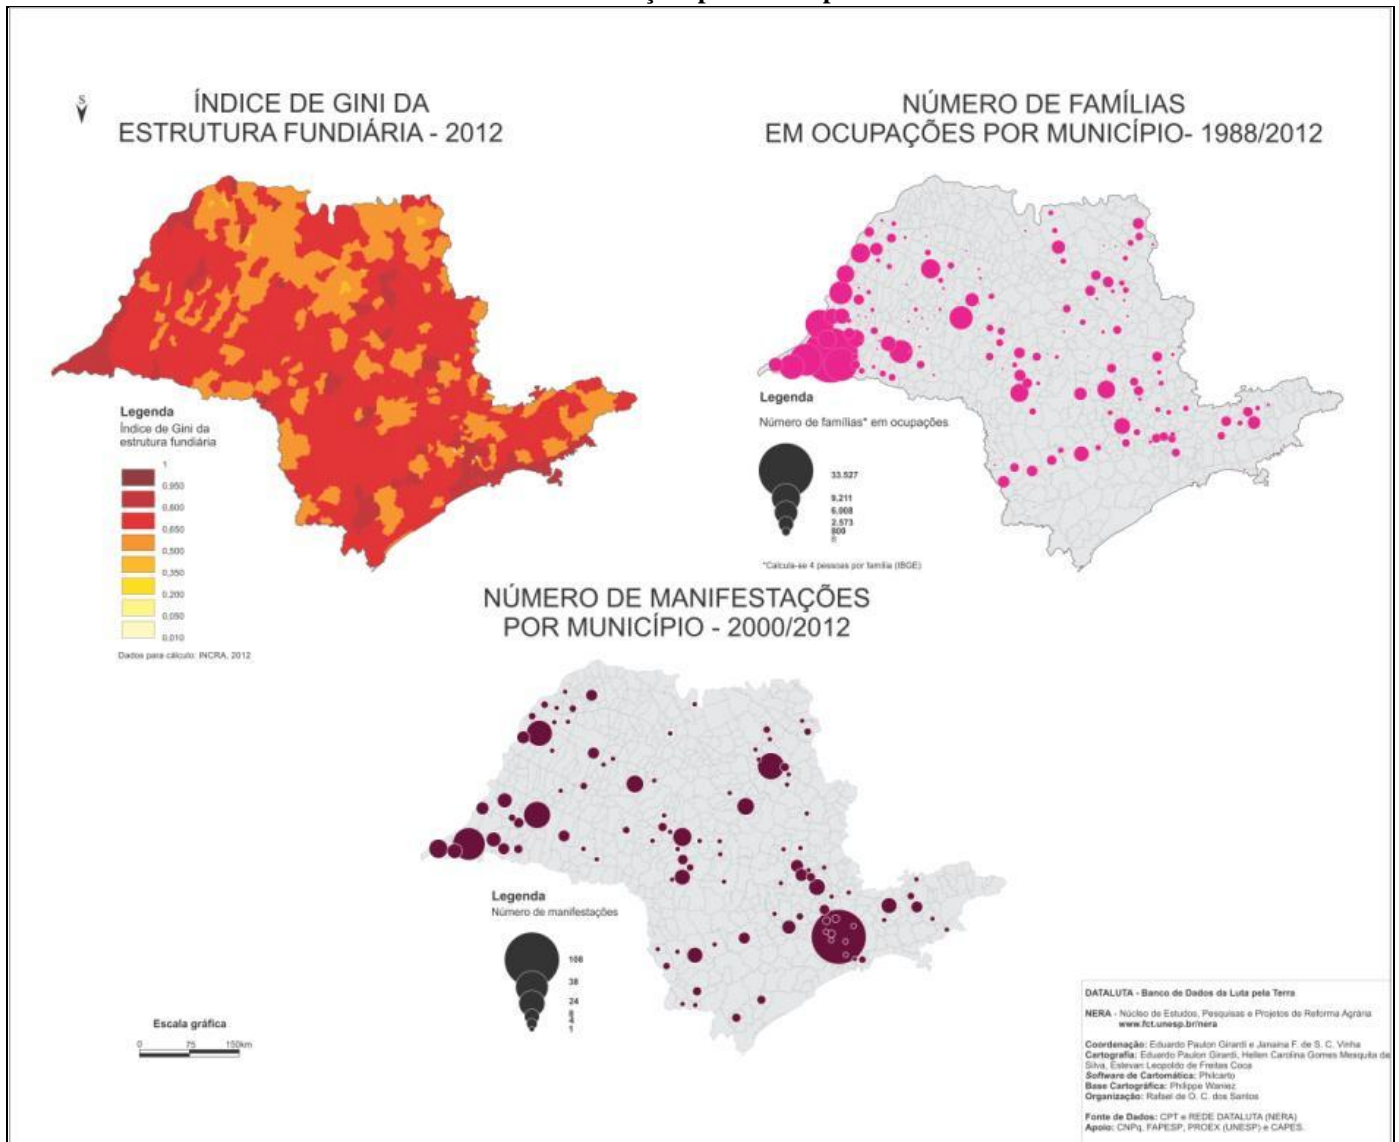 S
ÍNDICE DE GINI DA
ESTRUTURA FUNDIÁRIA - 2012
Legenda
Índice de Gini da
estrutura fundiária
1
0,950
0,800
0,650
0,500
0,350
0,200
0,050
0,010
Dados para cálculo: INCRA, 2012
NÚMERO DE FAMÍLIAS
EM OCUPAÇÕES POR MUNICÍPIO- 1988/2012
Legenda
Número de famílias* em ocupações
33.527
9.211
6.008
2.573
800
*Calcula-se 4 pessoas por família (IBGE)
NÚMERO DE MANIFESTAÇÕES
POR MUNICÍPIO - 2000/2012
Legenda
Número de manifestações
108
38
24
4
1
Escala gráfica
0 75 150km
DATALUTA - Banco de Dados da Luta pela Terra
NERA - Núcleo de Estudos, Pesquisas e Projetos de Reforma Agrária
www.fct.unesp.br/nera
Coordenação: Eduardo Paulon Girardi e Janaina F. de S. C. Vinha
Cartografia: Eduardo Paulon Girardi, Hellen Carolina Gomes Mesquita de
Silva, Estevan Leopoldo de Freitas Coca
Software de Cartomática: Philcarto
Base Cartográfica: Philippe Waniez
Organização: Rafael de O. C. dos Santos
Fonte de Dados: CPT e REDE DATALUTA (NERA)
Apoio: CNPq, FAPESP, PROEX (UNESP) e CAPES.